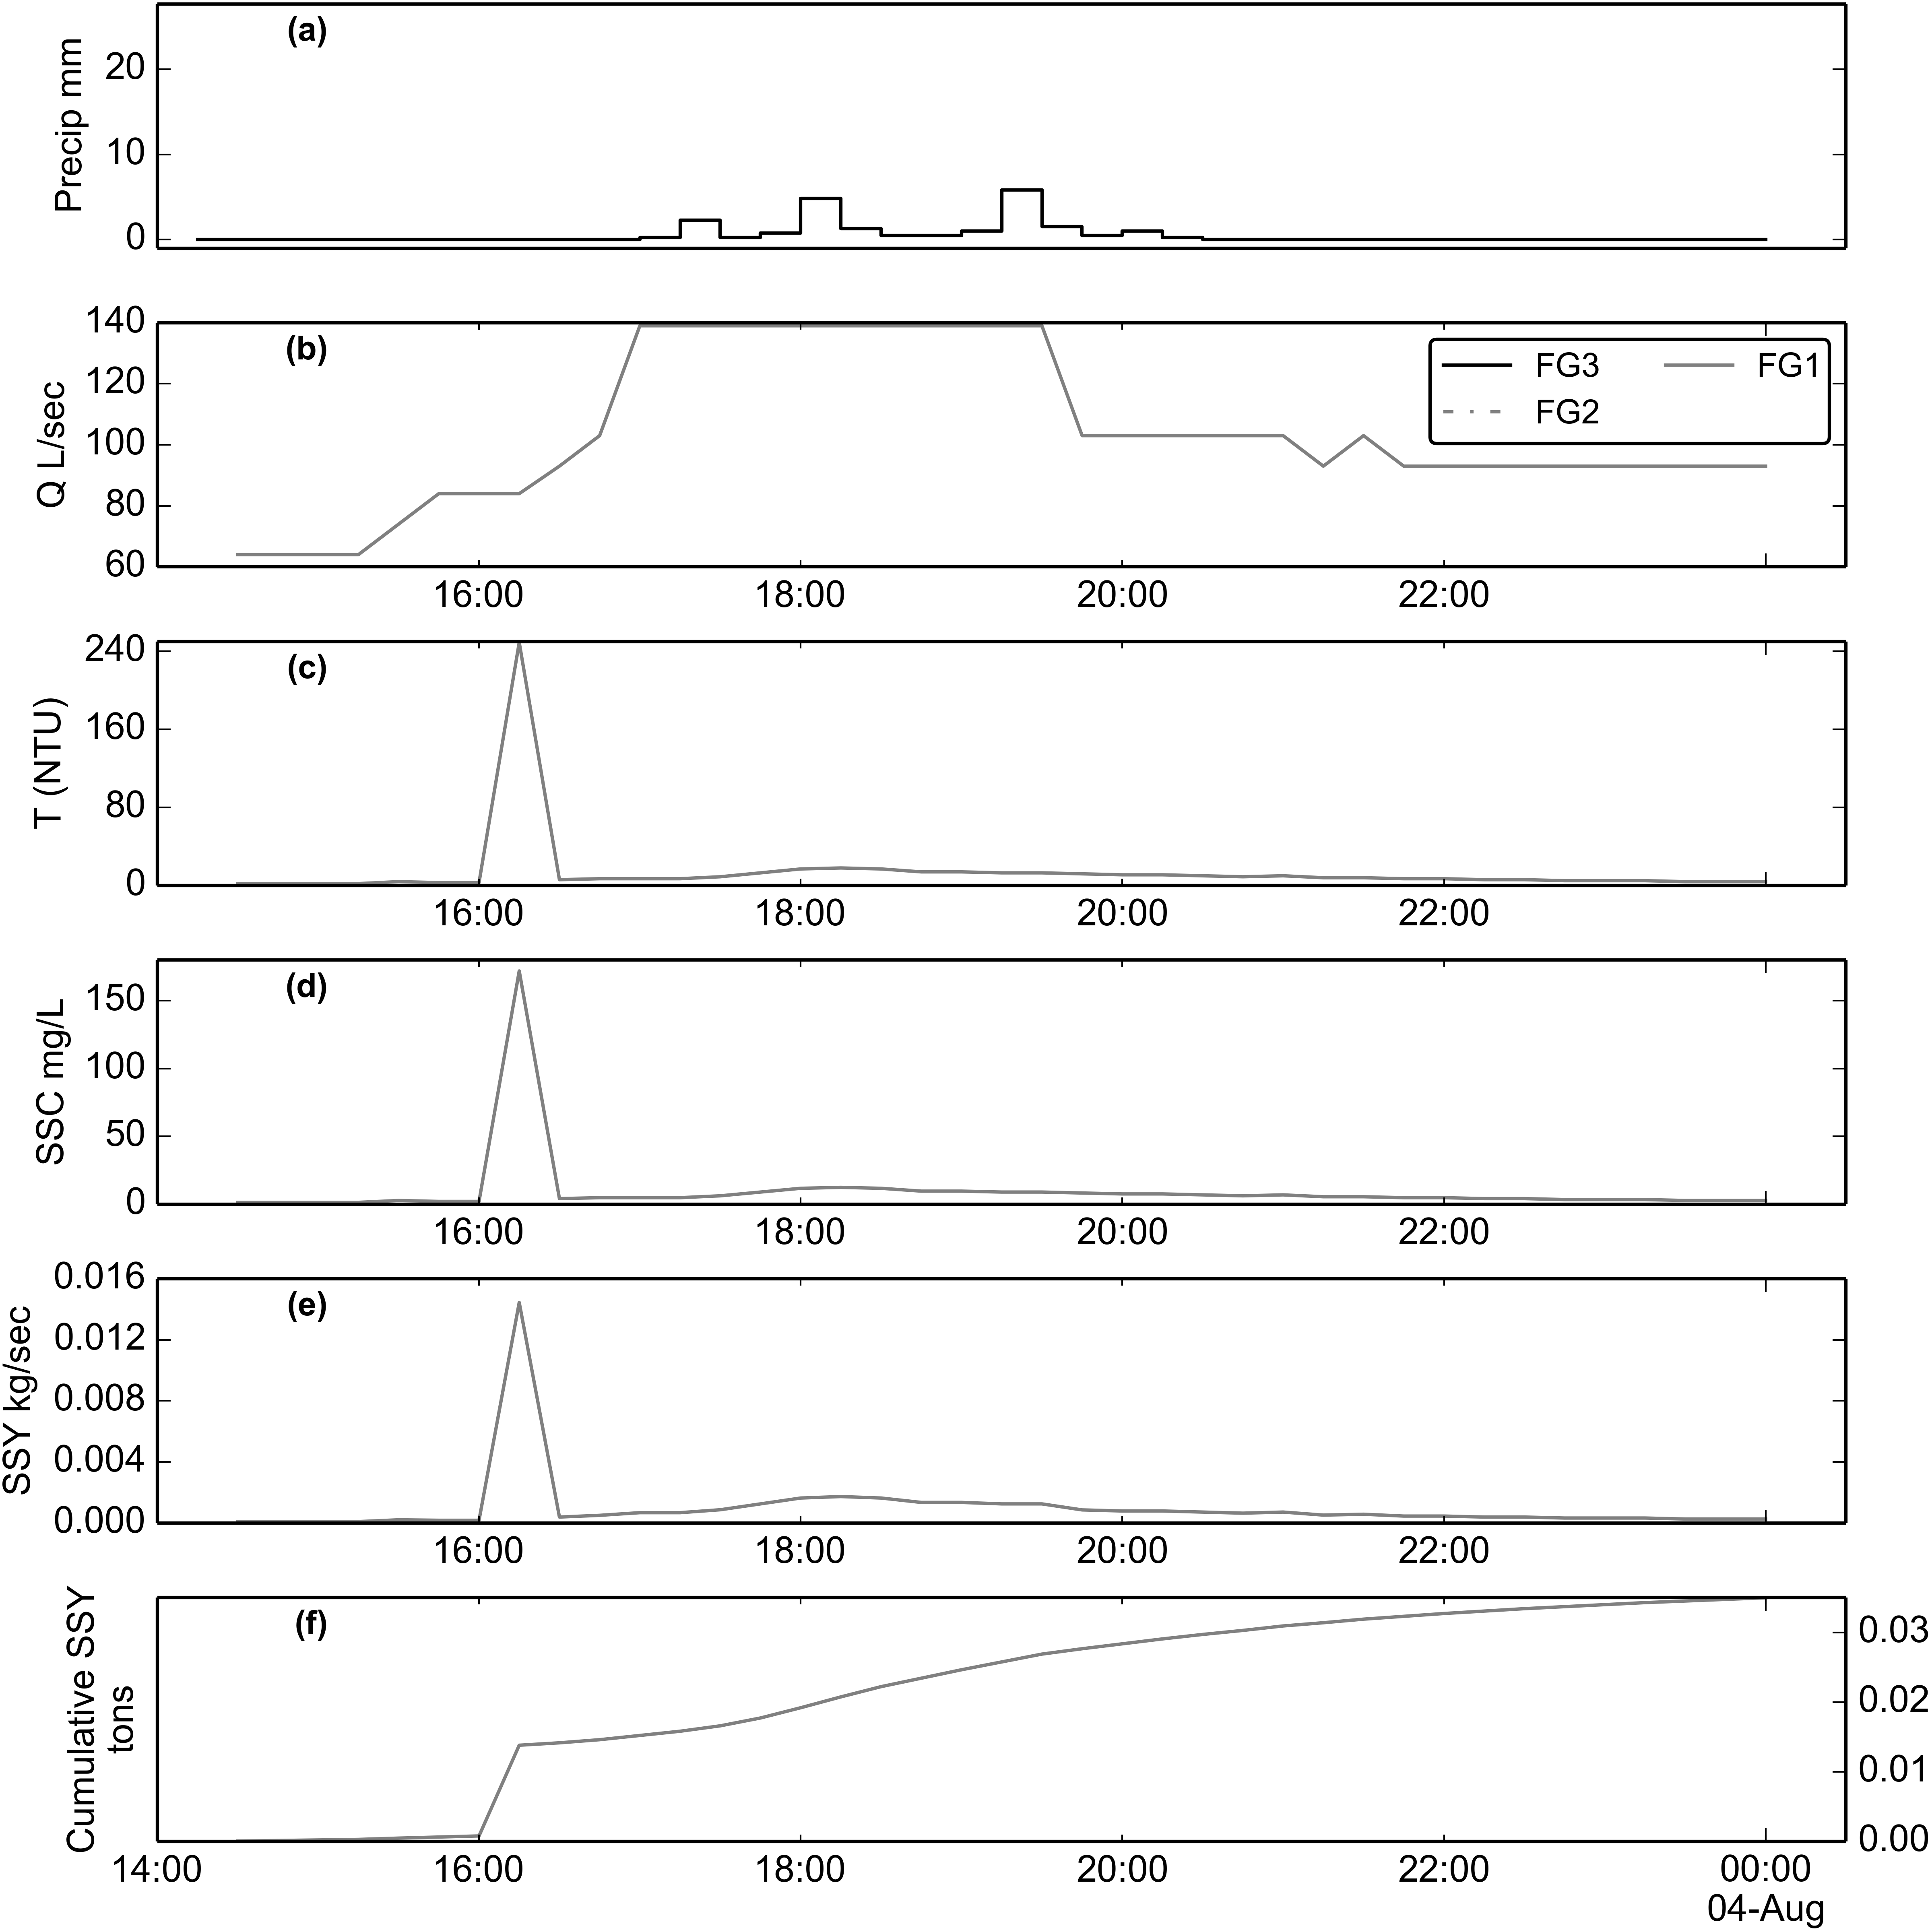 (a)
Precip mm
20
10
0
(b)
Q L/sec
140
120
100
80
60
FG3 FG1
FG2
16:00 18:00 20:00 22:00
(c)
T (NTU)
240
160
80
0
16:00 18:00 20:00 22:00
(d)
SSC mg/L
150
100
50
0
16:00 18:00 20:00 22:00
(e)
SSY kg/sec
0.016
0.012
0.008
0.004
0.000
16:00 18:00 20:00 22:00
(f)
Cumulative SSY
tons
0.03
0.02
0.01
0.00
14:00 16:00 18:00 20:00 22:00 00:00
04-Aug